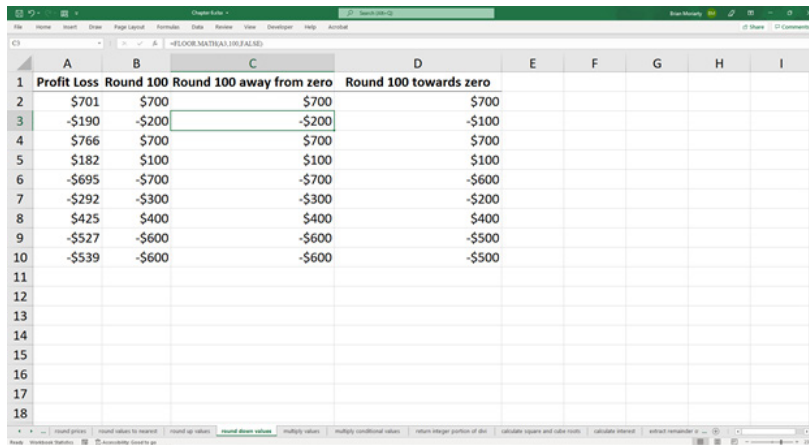 Chapter Rollar
Search (Alt+Q)
Brian Moriarty
File Home Insert Draw Page Layout Formulas Data Review View Developer Help Acrobat
Share Comments
C3 =FLOOR.MATH(A3,100,FALSE)
A B C D E F G H I
1 Profit Loss Round 100 Round 100 away from zero Round 100 towards zero
2 $701 $700 $700 $700
3 -$190 -$200 -$200 -$100
4 $766 $700 $700 $700
5 $182 $100 $100 $100
6 -$695 -$700 -$700 -$600
7 -$292 -$300 -$300 -$200
8 $425 $400 $400 $400
9 -$527 -$600 -$600 -$500
10 -$539 -$600 -$600 -$500
11
12
13
14
15
16
17
18
... round prices round values to nearest round up values round down values multiply values multiply conditional values return integer portion of divi calculate square and cube roots calculate interest extract remainder o ...
Ready Workbook Statistics Accessibility: Good to go